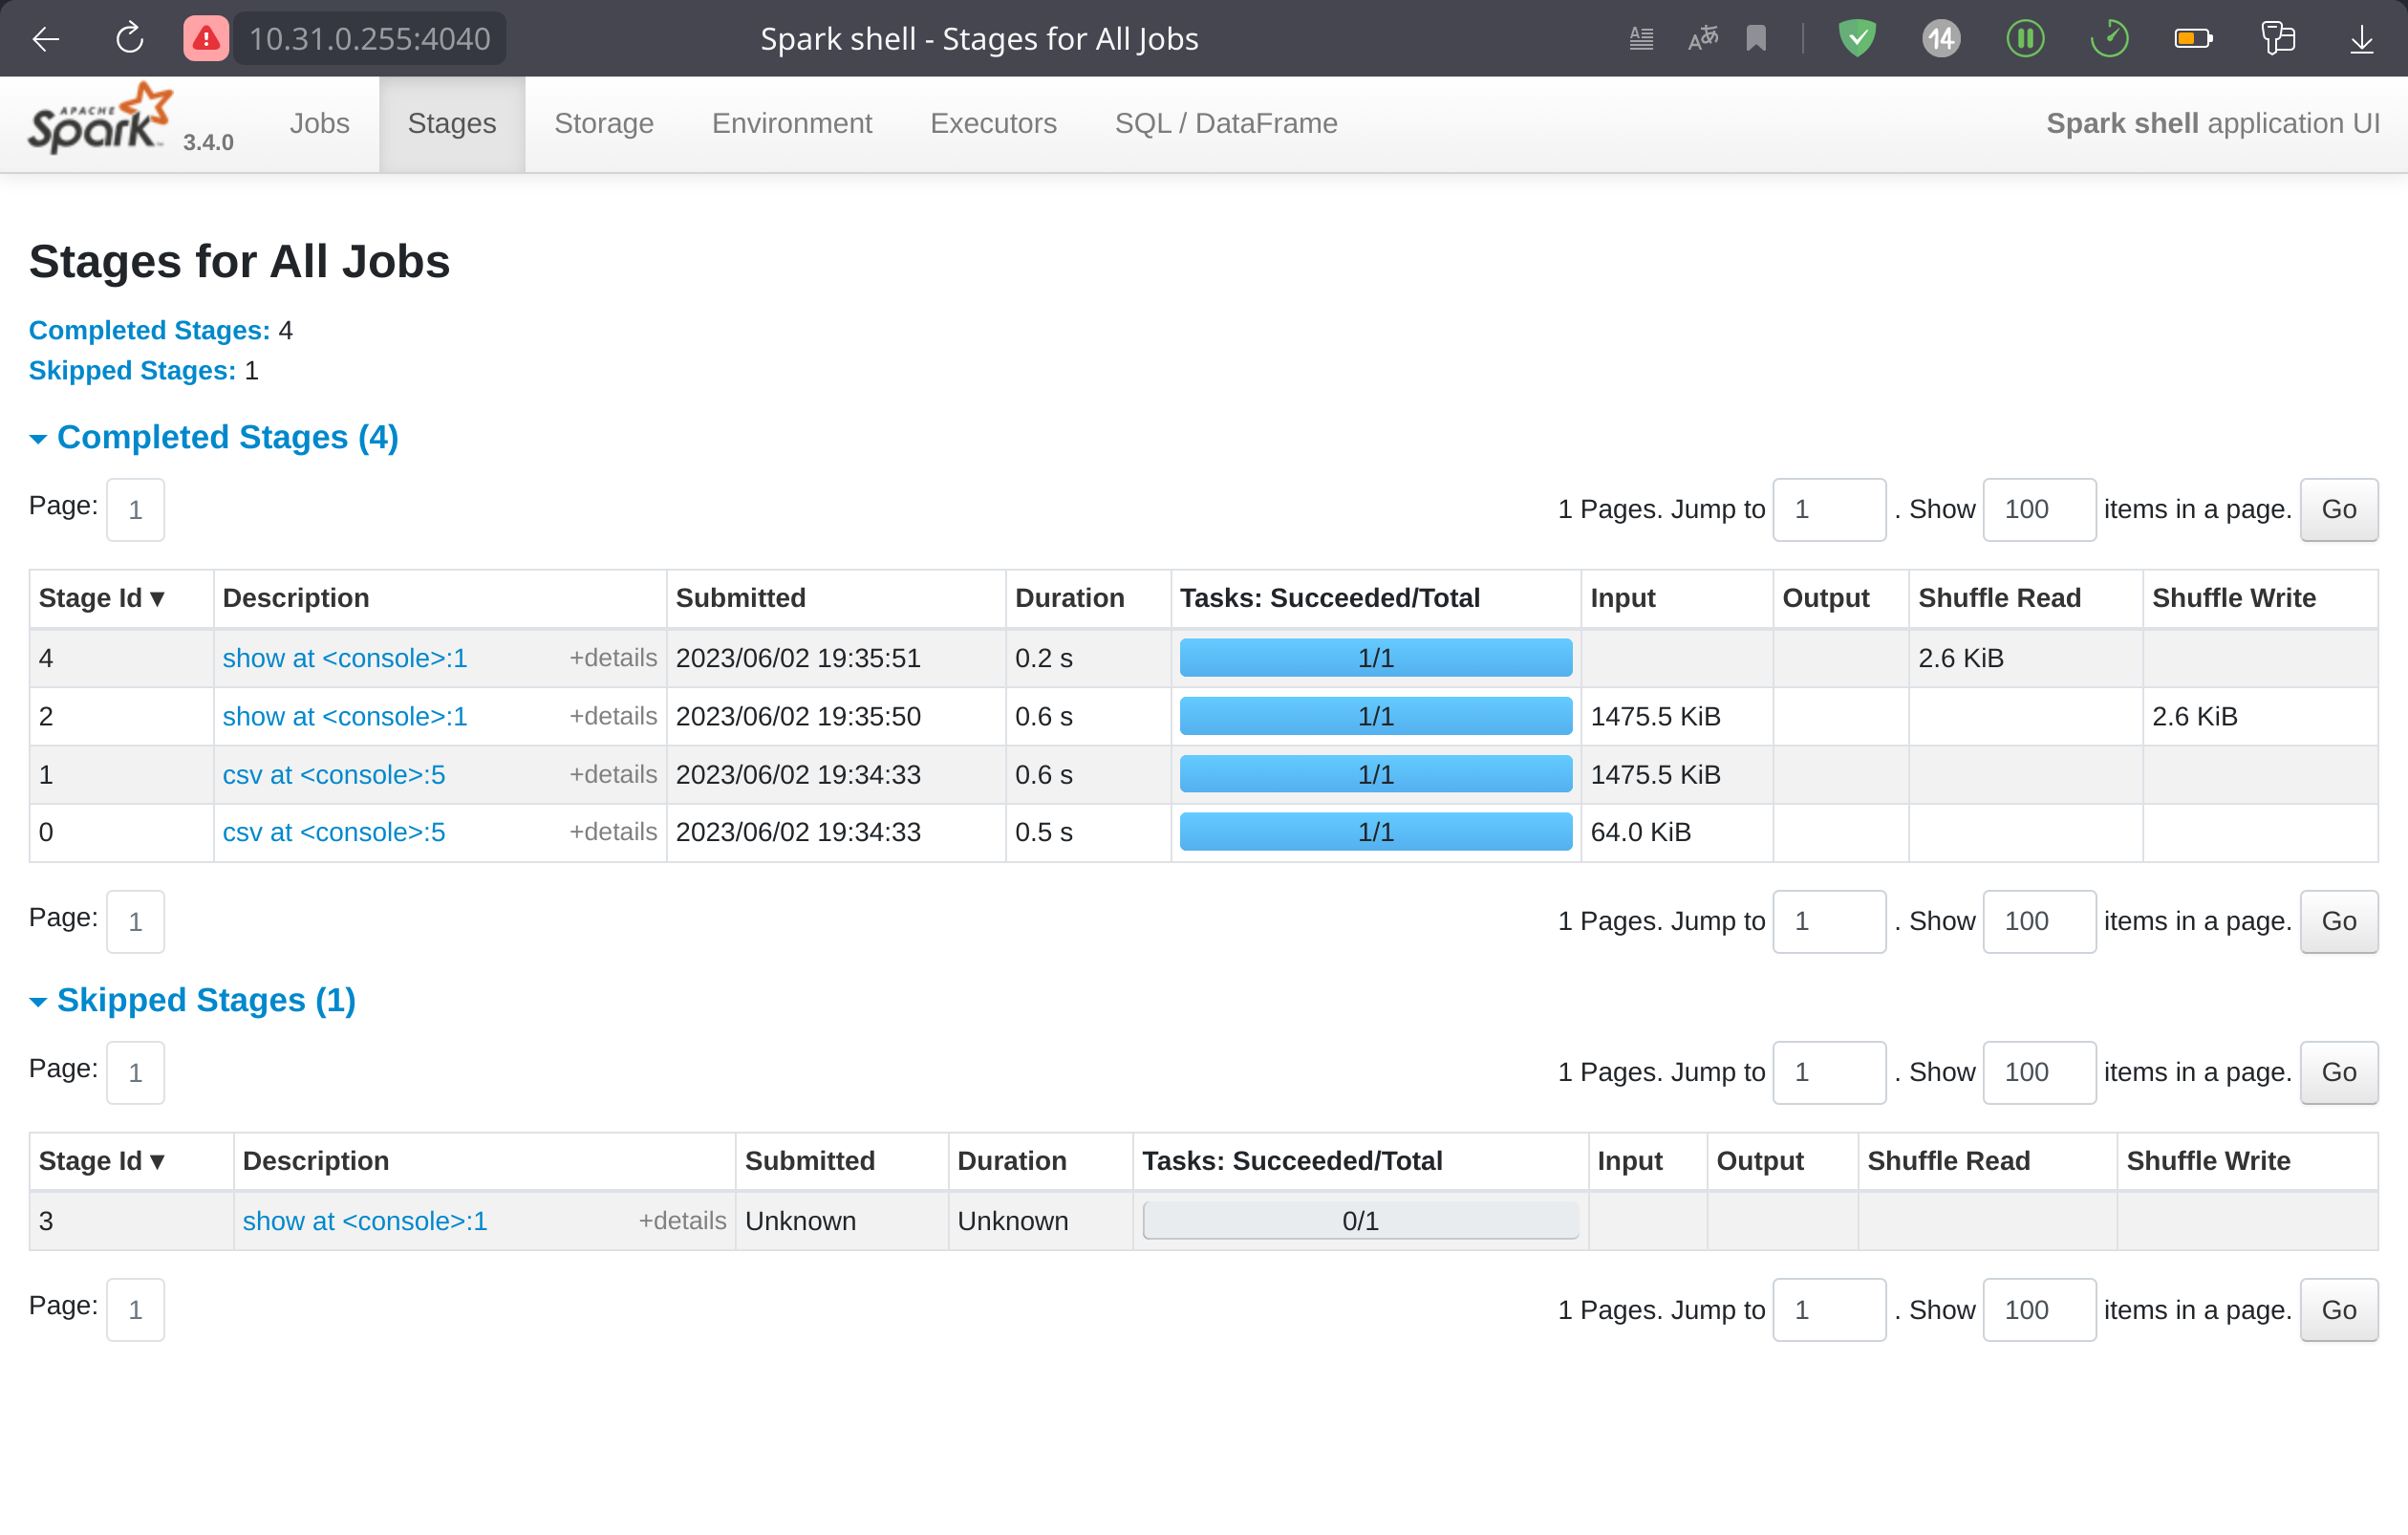 10.31.0.255:4040 Spark shell - Stages for All Jobs 14
APACHE Spark 3.4.0 Jobs Stages Storage Environment Executors SQL / DataFrame Spark shell application UI
Stages for All Jobs
Completed Stages: 4
Skipped Stages: 1
Completed Stages (4)
Page: 1 1 Pages. Jump to 1 . Show 100 items in a page. Go
Stage Id ▾ Description Submitted Duration Tasks: Succeeded/Total Input Output Shuffle Read Shuffle Write
4 show at <console>:1 +details 2023/06/02 19:35:51 0.2 s 1/1 2.6 KiB
2 show at <console>:1 +details 2023/06/02 19:35:50 0.6 s 1/1 1475.5 KiB 2.6 KiB
1 csv at <console>:5 +details 2023/06/02 19:34:33 0.6 s 1/1 1475.5 KiB
0 csv at <console>:5 +details 2023/06/02 19:34:33 0.5 s 1/1 64.0 KiB
Page: 1 1 Pages. Jump to 1 . Show 100 items in a page. Go
Skipped Stages (1)
Page: 1 1 Pages. Jump to 1 . Show 100 items in a page. Go
Stage Id ▾ Description Submitted Duration Tasks: Succeeded/Total Input Output Shuffle Read Shuffle Write
3 show at <console>:1 +details Unknown Unknown 0/1
Page: 1 1 Pages. Jump to 1 . Show 100 items in a page. Go